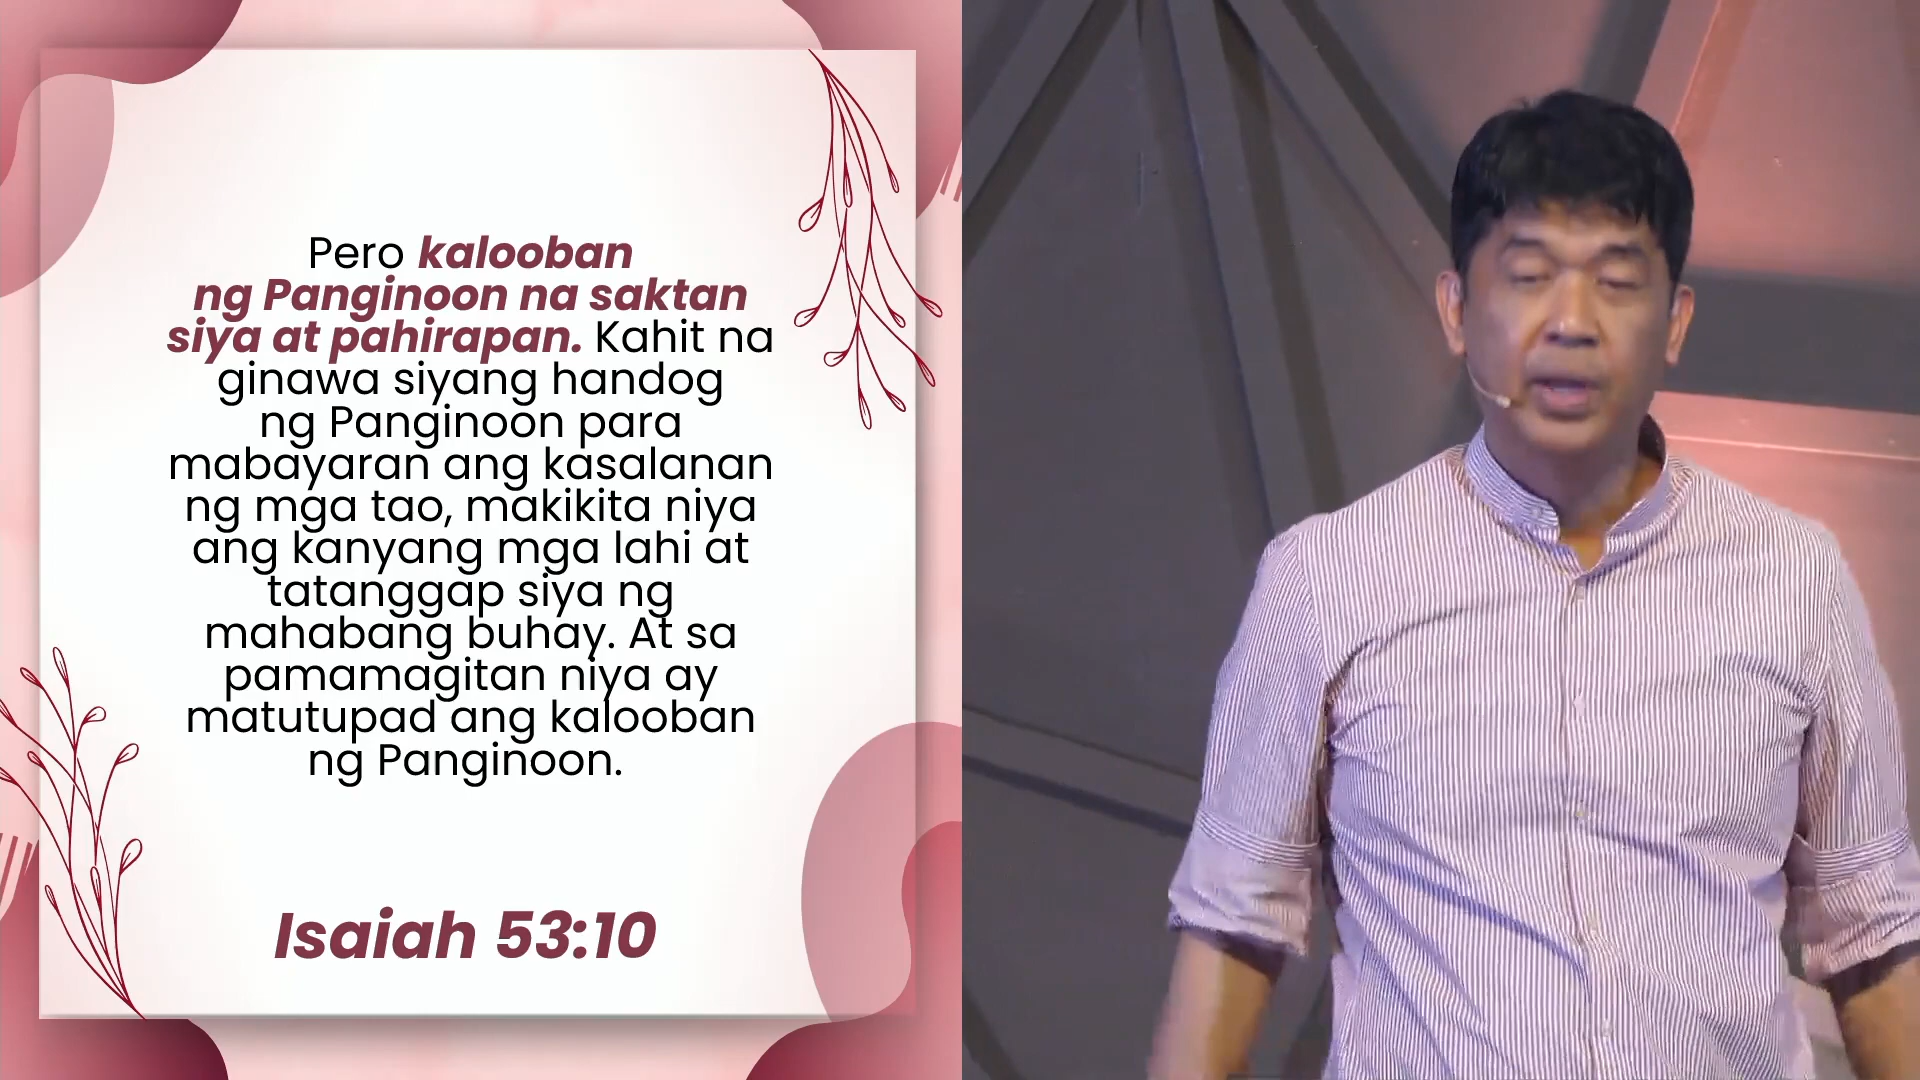 Pero kalooban
ng Panginoon na saktan
siya at pahirapan. Kahit na
ginawa siyang handog
ng Panginoon para
mabayaran ang kasalanan
ng mga tao, makikita niya
ang kanyang mga lahi at
tatanggap siya ng
mahabang buhay. At sa
pamamagitan niya ay
matutupad ang kalooban
ng Panginoon.
Isaiah 53:10